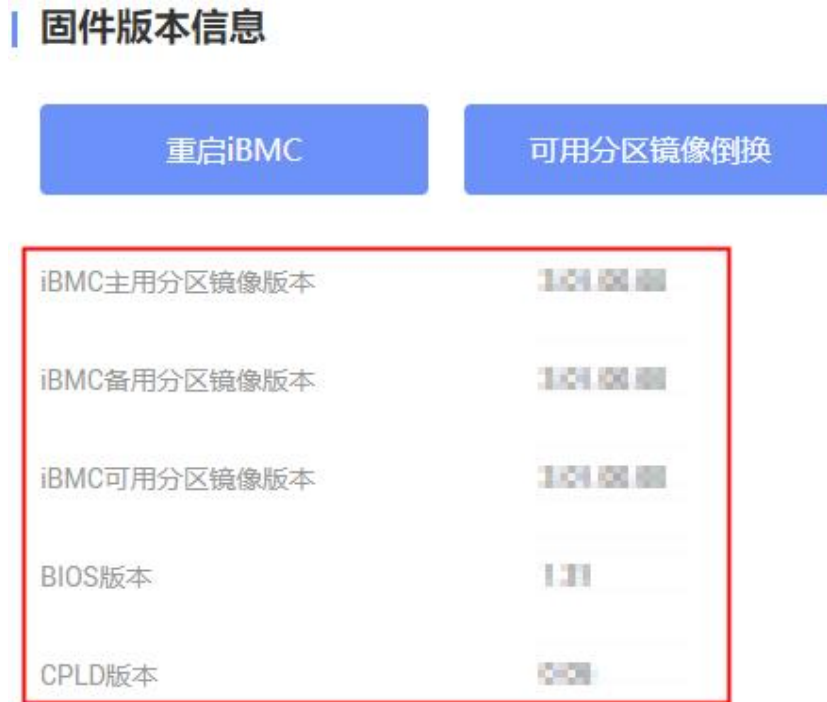 固件版本信息
重启iBMC 可用分区镜像倒换
iBMC主用分区镜像版本
iBMC备用分区镜像版本
iBMC可用分区镜像版本
BIOS版本
CPLD版本